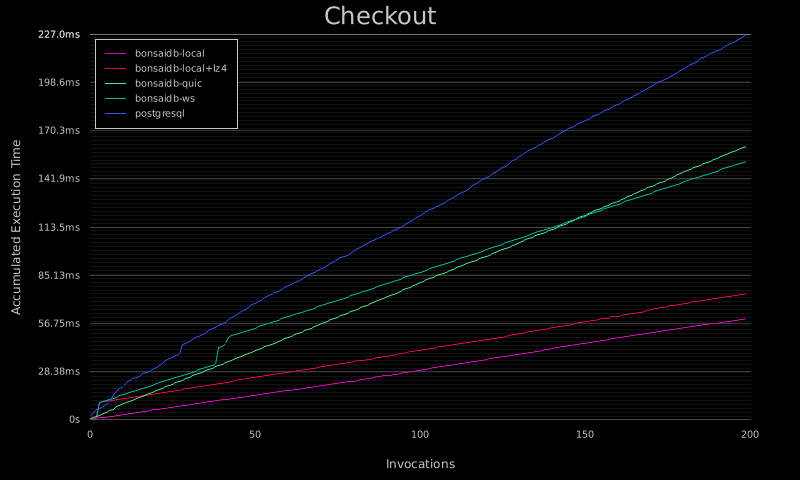 Checkout
227.0ms
198.6ms
170.3ms
141.9ms
113.5ms
85.13ms
56.75ms
28.38ms
0s
bonsaidb-local
bonsaidb-local+lz4
bonsaidb-quic
bonsaidb-ws
postgresql
Accumulated Execution Time
0 50 100 150 200
Invocations